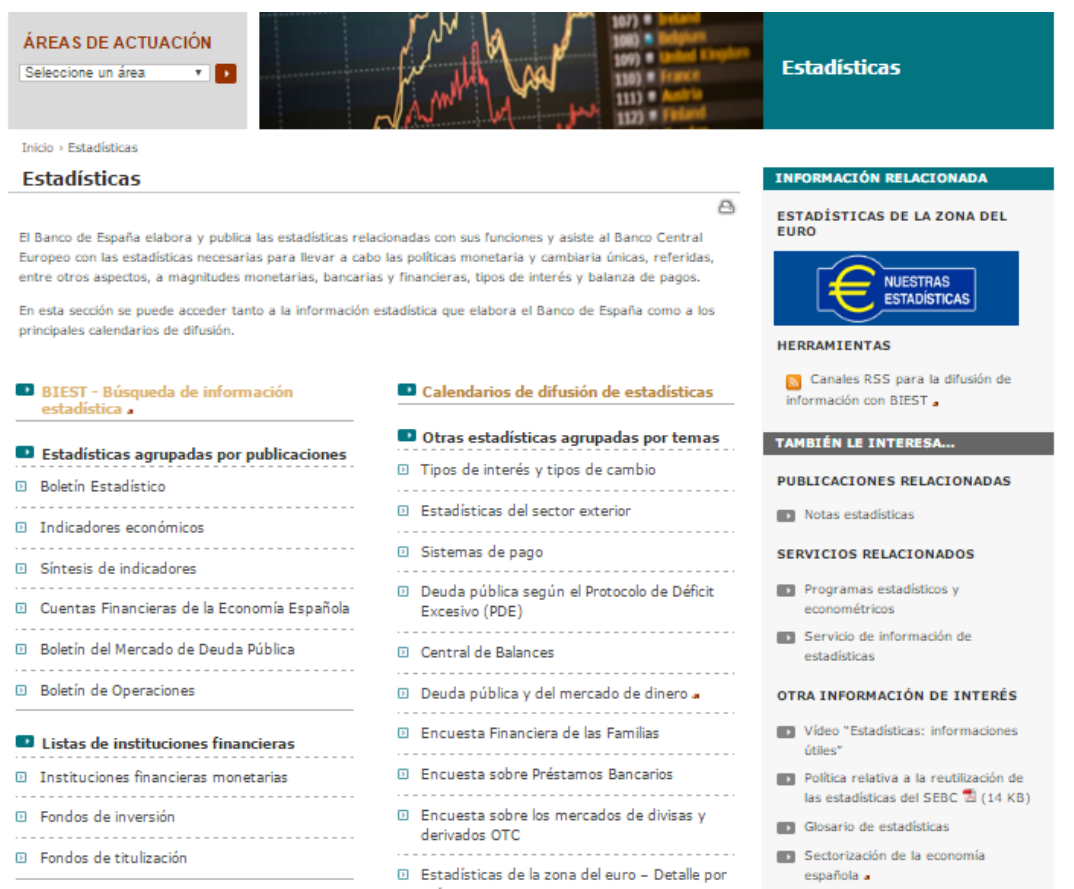 ÁREAS DE ACTUACIÓN
Seleccione un área
107) Ireland
108) Belgium
109) United Kingdom
110) France
111) Austria
112) Finland
Estadísticas
Inicio › Estadísticas
Estadísticas
El Banco de España elabora y publica las estadísticas relacionadas con sus funciones y asiste al Banco Central
Europeo con las estadísticas necesarias para llevar a cabo las políticas monetaria y cambiaria únicas, referidas,
entre otros aspectos, a magnitudes monetarias, bancarias y financieras, tipos de interés y balanza de pagos.
En esta sección se puede acceder tanto a la información estadística que elabora el Banco de España como a los
principales calendarios de difusión.
BIEST - Búsqueda de información
estadística
Estadísticas agrupadas por publicaciones
Boletín Estadístico
Indicadores económicos
Síntesis de indicadores
Cuentas Financieras de la Economía Española
Boletín del Mercado de Deuda Pública
Boletín de Operaciones
Listas de instituciones financieras
Instituciones financieras monetarias
Fondos de inversión
Fondos de titulización
Calendarios de difusión de estadísticas
Otras estadísticas agrupadas por temas
Tipos de interés y tipos de cambio
Estadísticas del sector exterior
Sistemas de pago
Deuda pública según el Protocolo de Déficit
Excesivo (PDE)
Central de Balances
Deuda pública y del mercado de dinero
Encuesta Financiera de las Familias
Encuesta sobre Préstamos Bancarios
Encuesta sobre los mercados de divisas y
derivados OTC
Estadísticas de la zona del euro – Detalle por
INFORMACIÓN RELACIONADA
ESTADÍSTICAS DE LA ZONA DEL
EURO
NUESTRAS
ESTADÍSTICAS
HERRAMIENTAS
Canales RSS para la difusión de
información con BIEST
TAMBIÉN LE INTERESA...
PUBLICACIONES RELACIONADAS
Notas estadísticas
SERVICIOS RELACIONADOS
Programas estadísticos y
econométricos
Servicio de información de
estadísticas
OTRA INFORMACIÓN DE INTERÉS
Vídeo "Estadísticas: informaciones
útiles"
Política relativa a la reutilización de
las estadísticas del SEBC (14 KB)
Glosario de estadísticas
Sectorización de la economía
española